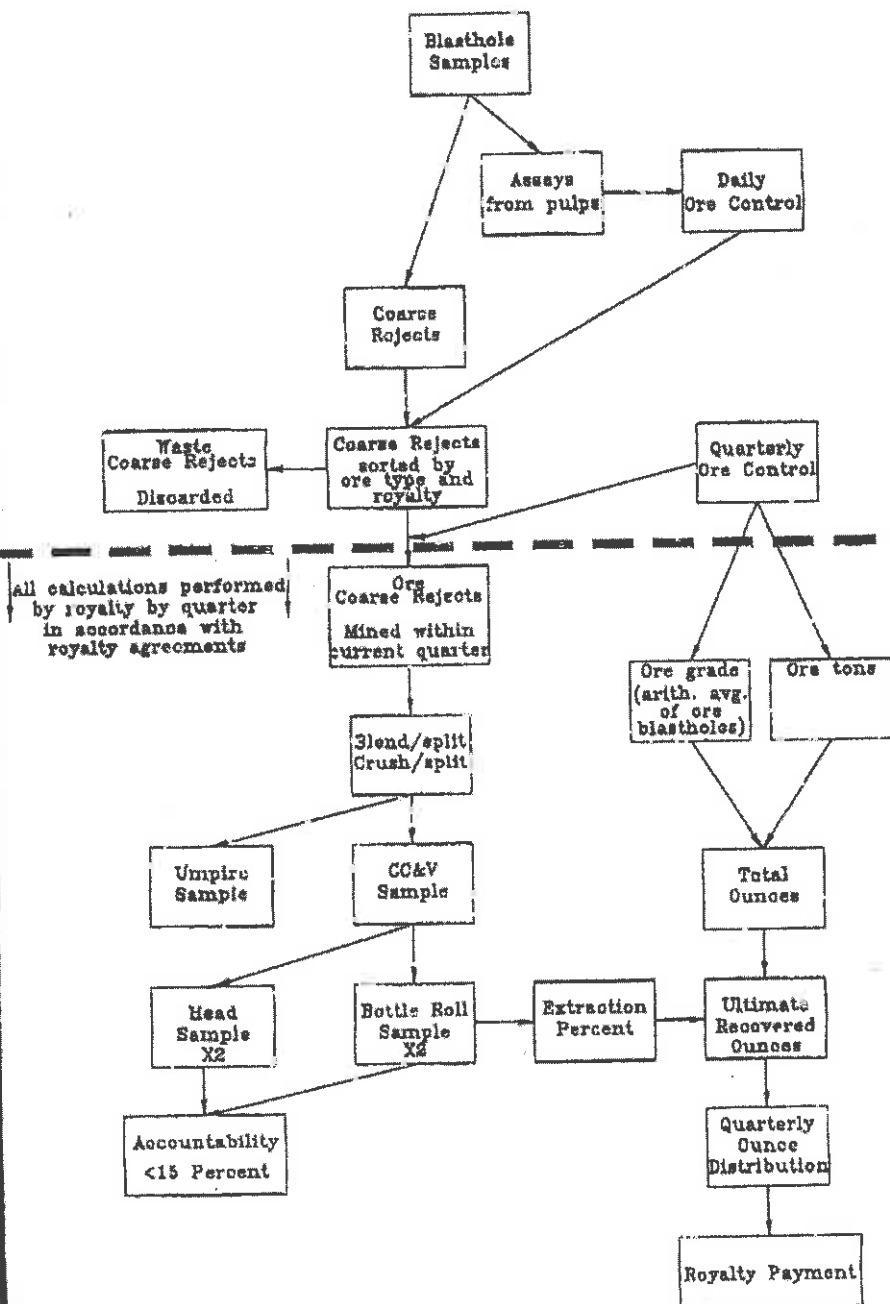 Blasthole
Samples
Assays
from pulps
Daily
Ore Control
Coarse
Rejects
Waste
Coarse Rejects
Discarded
Coarse Rejects
sorted by
ore type and
royalty
Quarterly
Ore Control
All calculations performed
by royalty by quarter
in accordance with
royalty agreements
Ore
Coarse Rejects
Mined within
current quarter
Ore grade
(arith. avg.
of ore
blastholes)
Ore tons
Blend/split
Crush/split
Umpire
Sample
CC&V
Sample
Total
Ounces
Head
Sample
X2
Bottle Roll
Sample
X2
Extraction
Percent
Ultimate
Recovered
Ounces
Accountability
<15 Percent
Quarterly
Ounce
Distribution
Royalty Payment